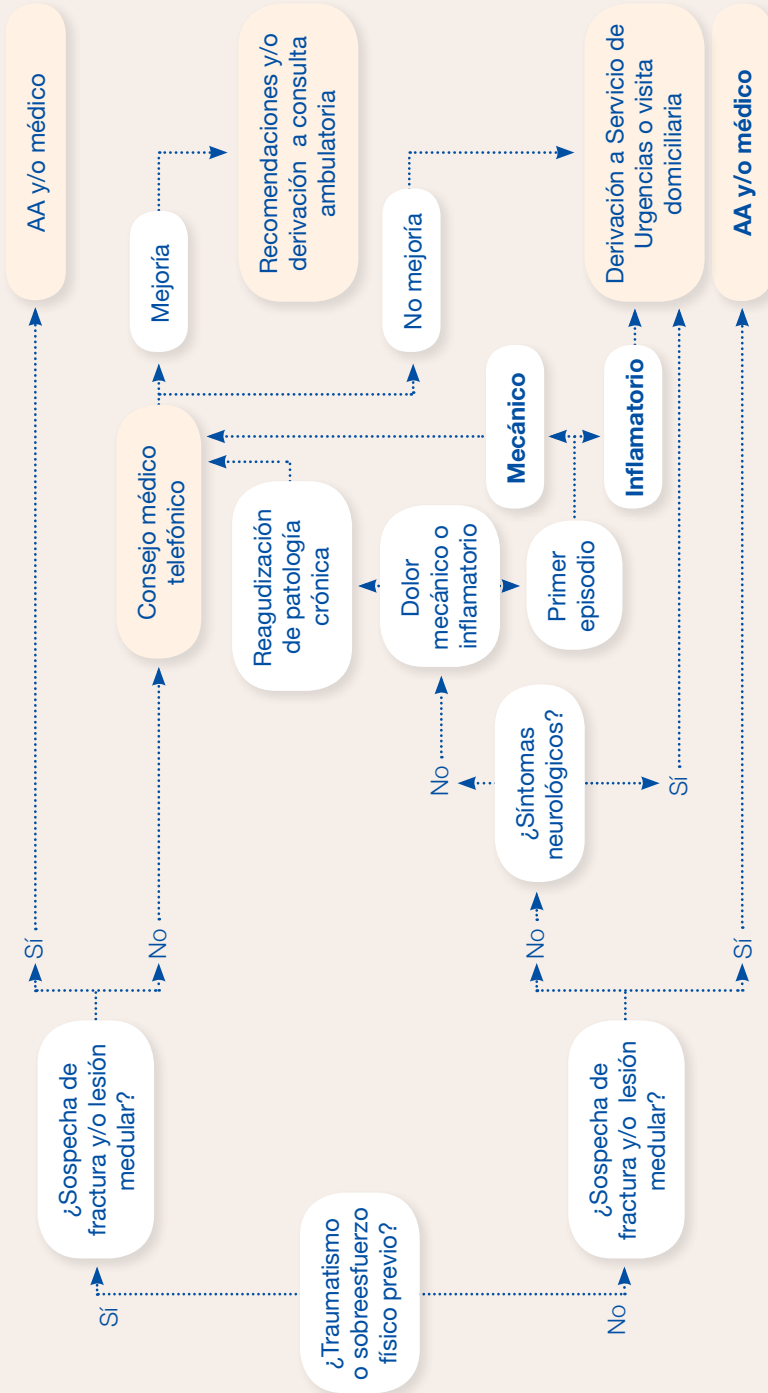 ¿Traumatismo
o sobreesfuerzo
físico previo?
Sí
¿Sospecha de
fractura y/o lesión
medular?
Sí
AA y/o médico
No
Consejo médico
telefónico
Mejoría
Recomendaciones y/o
derivación a consulta
ambulatoria
No mejoría
No
¿Sospecha de
fractura y/o lesión
medular?
No
¿Síntomas
neurológicos?
No
Dolor
mecánico o
inflamatorio
Reagudización
de patología
crónica
Primer
episodio
Mecánico
Inflamatorio
Sí
Derivación a Servicio de
Urgencias o visita
domiciliaria
Sí
AA y/o médico